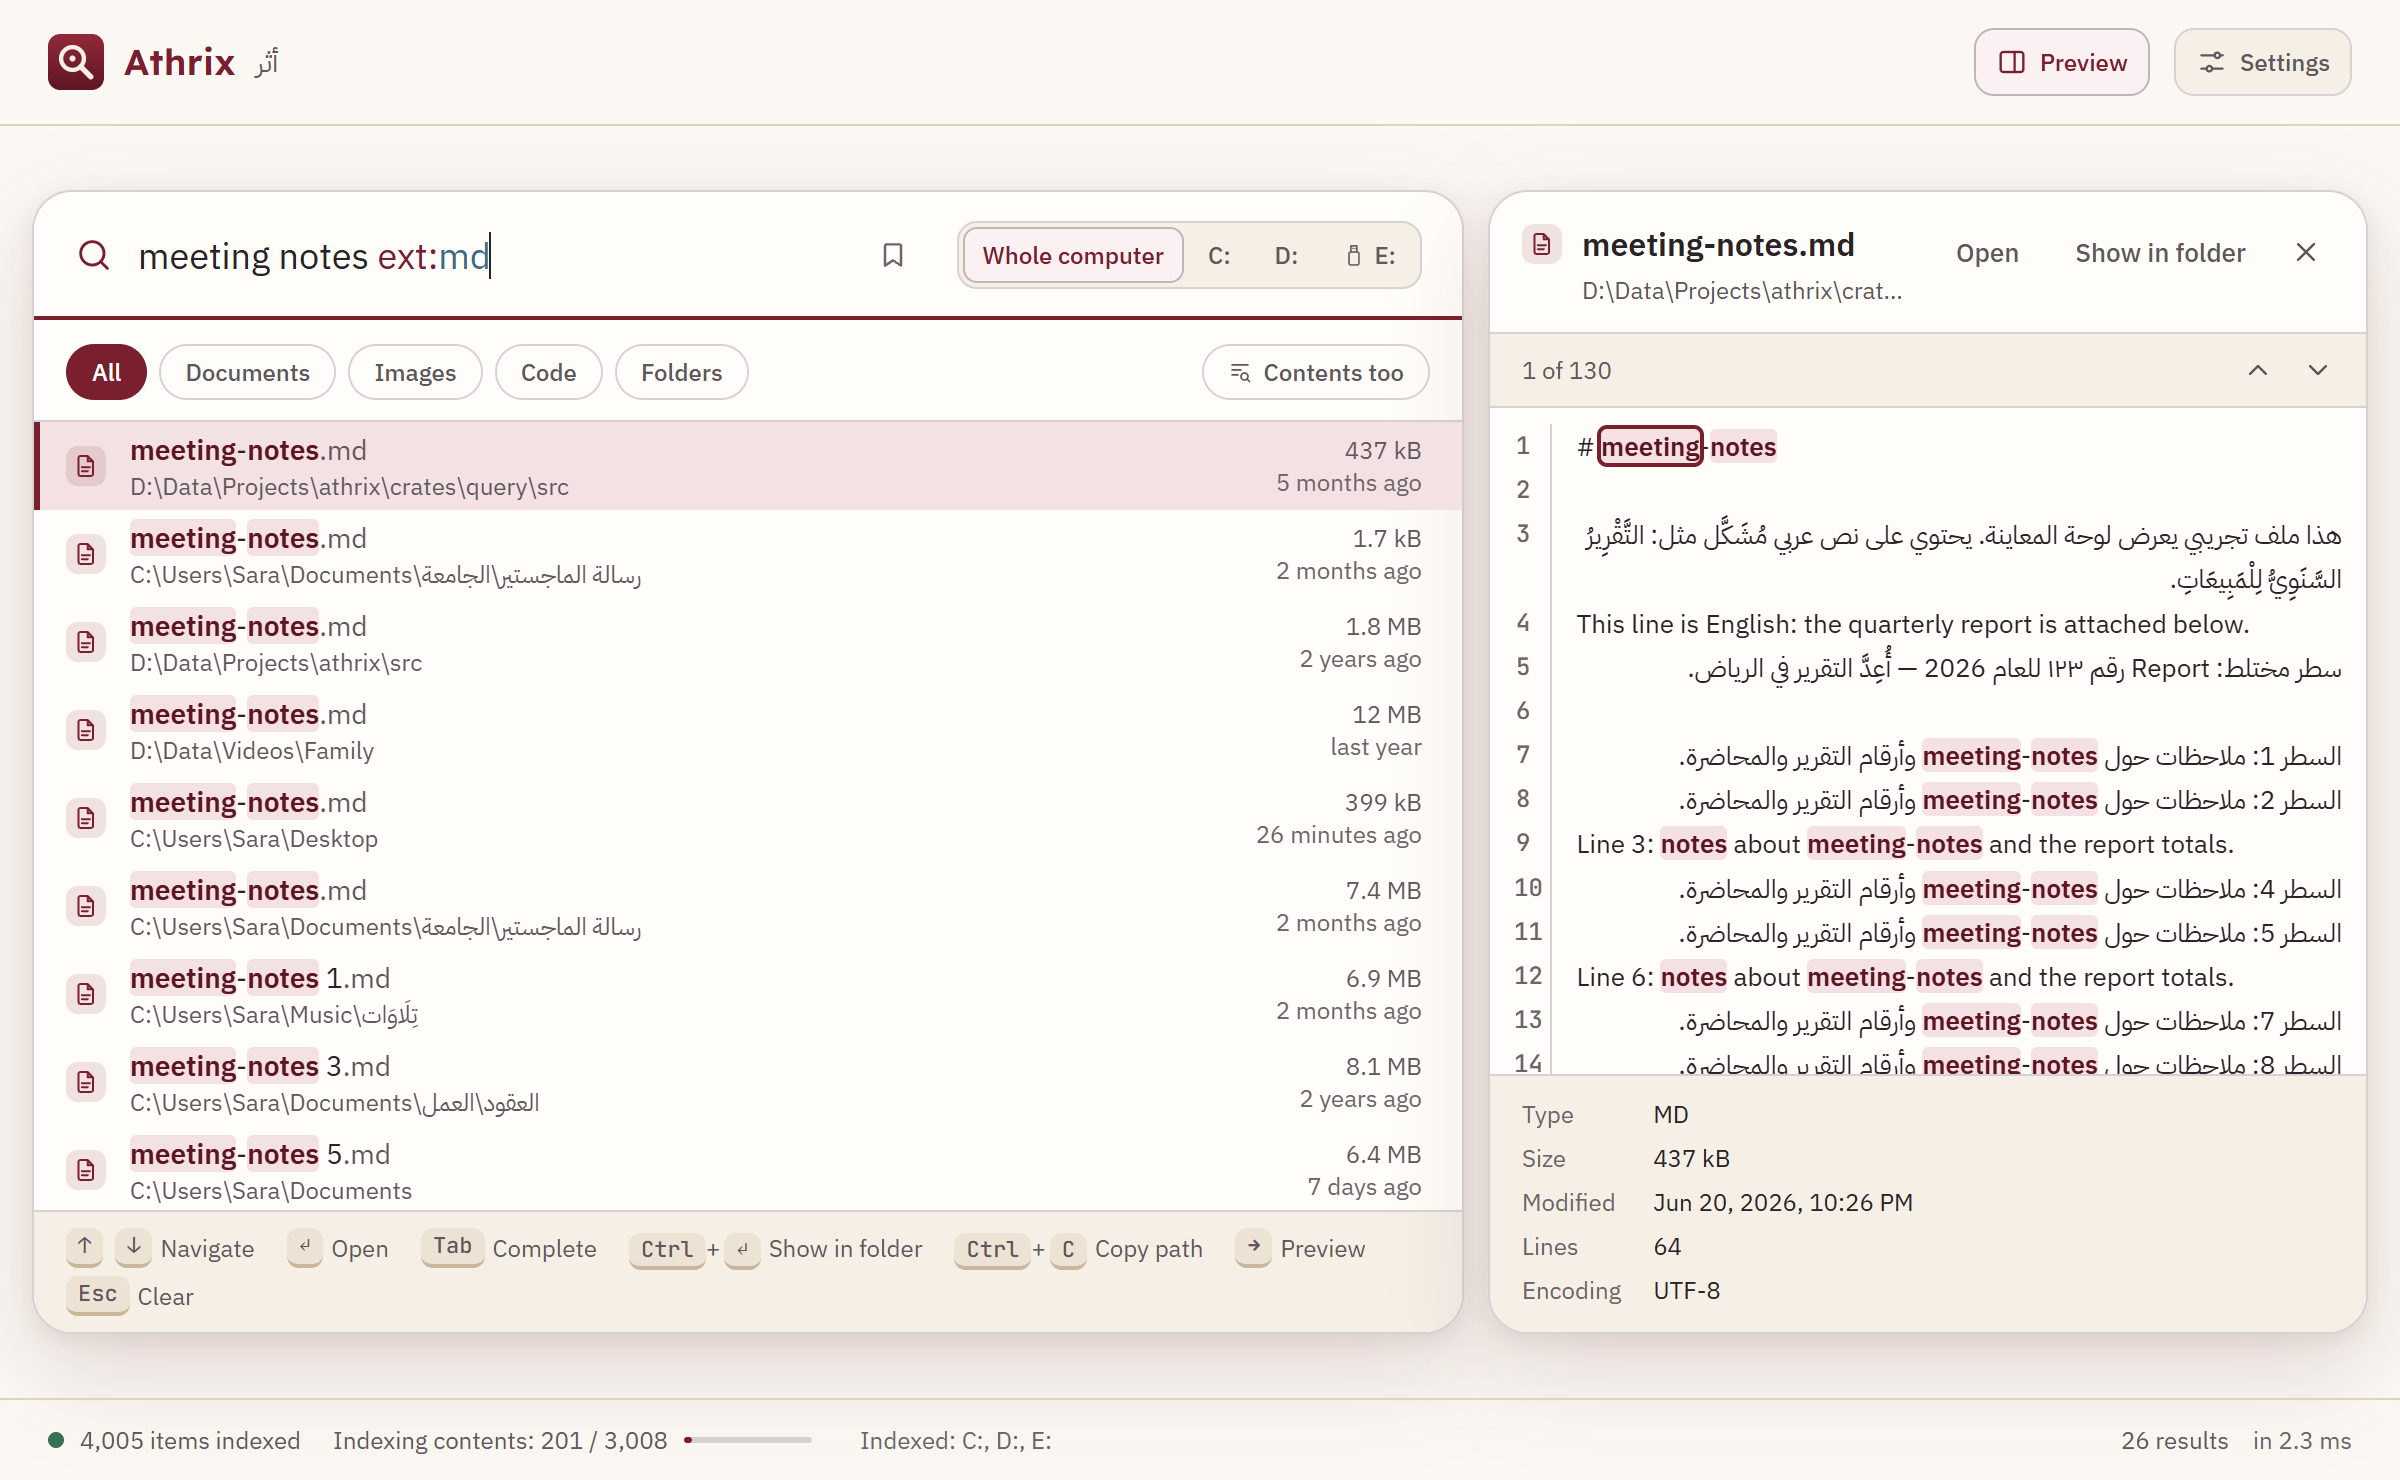 Athrix أثر
Preview
Settings
meeting notes ext:md
Whole computer C: D: E:
All Documents Images Code Folders
Contents too
meeting-notes.md 437 kB
D:\Data\Projects\athrix\crates\query\src 5 months ago
meeting-notes.md 1.7 kB
C:\Users\Sara\Documents\الجامعة\رسالة الماجستير 2 months ago
meeting-notes.md 1.8 MB
D:\Data\Projects\athrix\src 2 years ago
meeting-notes.md 12 MB
D:\Data\Videos\Family last year
meeting-notes.md 399 kB
C:\Users\Sara\Desktop 26 minutes ago
meeting-notes.md 7.4 MB
C:\Users\Sara\Documents\الجامعة\رسالة الماجستير 2 months ago
meeting-notes 1.md 6.9 MB
C:\Users\Sara\Music\تِلَاوَات 2 months ago
meeting-notes 3.md 8.1 MB
C:\Users\Sara\Documents\العمل\العقود 2 years ago
meeting-notes 5.md 6.4 MB
C:\Users\Sara\Documents 7 days ago
↑ ↓ Navigate ↵ Open Tab Complete Ctrl + ↵ Show in folder Ctrl + C Copy path → Preview
Esc Clear
meeting-notes.md Open Show in folder
D:\Data\Projects\athrix\crat...
1 of 130
1 # meeting-notes
2
3 هذا ملف تجريبي يعرض لوحة المعاينة. يحتوي على نص عربي مُشَكَّل مثل: التَّقْرِيرُ
السَّنَوِيُّ لِلْمَبِيعَاتِ.
4 This line is English: the quarterly report is attached below.
5 سطر مختلط: Report رقم ١٢٣ للعام 2026 — أُعِدَّ التقرير في الرياض.
6
7 السطر 1: ملاحظات حول meeting-notes وأرقام التقرير والمحاضرة.
8 السطر 2: ملاحظات حول meeting-notes وأرقام التقرير والمحاضرة.
9 Line 3: notes about meeting-notes and the report totals.
10 السطر 4: ملاحظات حول meeting-notes وأرقام التقرير والمحاضرة.
11 السطر 5: ملاحظات حول meeting-notes وأرقام التقرير والمحاضرة.
12 Line 6: notes about meeting-notes and the report totals.
13 السطر 7: ملاحظات حول meeting-notes وأرقام التقرير والمحاضرة.
14 السطر 8: ملاحظات حول meeting-notes وأرقام التقرير والمحاضرة.
Type MD
Size 437 kB
Modified Jun 20, 2026, 10:26 PM
Lines 64
Encoding UTF-8
4,005 items indexed Indexing contents: 201 / 3,008 Indexed: C:, D:, E: 26 results in 2.3 ms